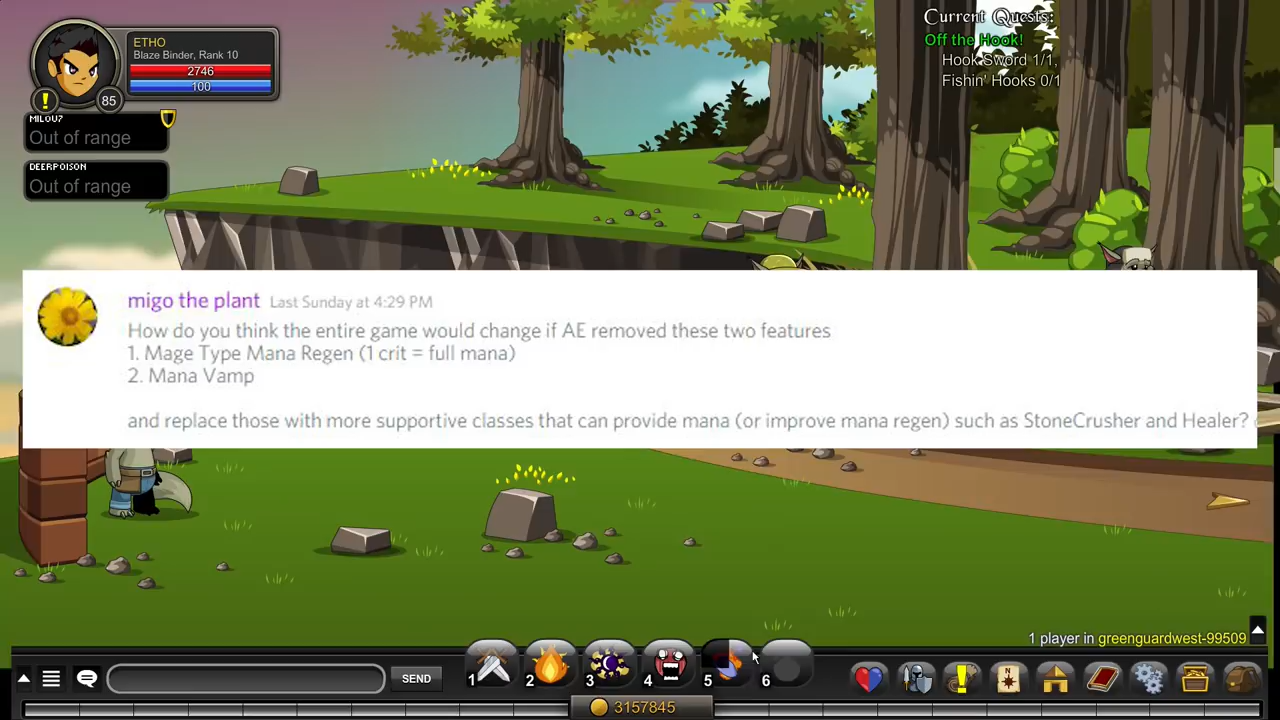 ETHO
Blaze Binder, Rank 10
2746
100
85
MILOU?
Out of range
DEERPOISON
Out of range
Current Quests:
Off the Hook!
Hook Sword 1/1,
Fishin' Hooks 0/1
migo the plant Last Sunday at 4:29 PM
How do you think the entire game would change if AE removed these two features
1. Mage Type Mana Regen (1 crit = full mana)
2. Mana Vamp
and replace those with more supportive classes that can provide mana (or improve mana regen) such as StoneCrusher and Healer?
1 player in greenguardwest-99509
1 2 3 4 5 6
SEND
3157845